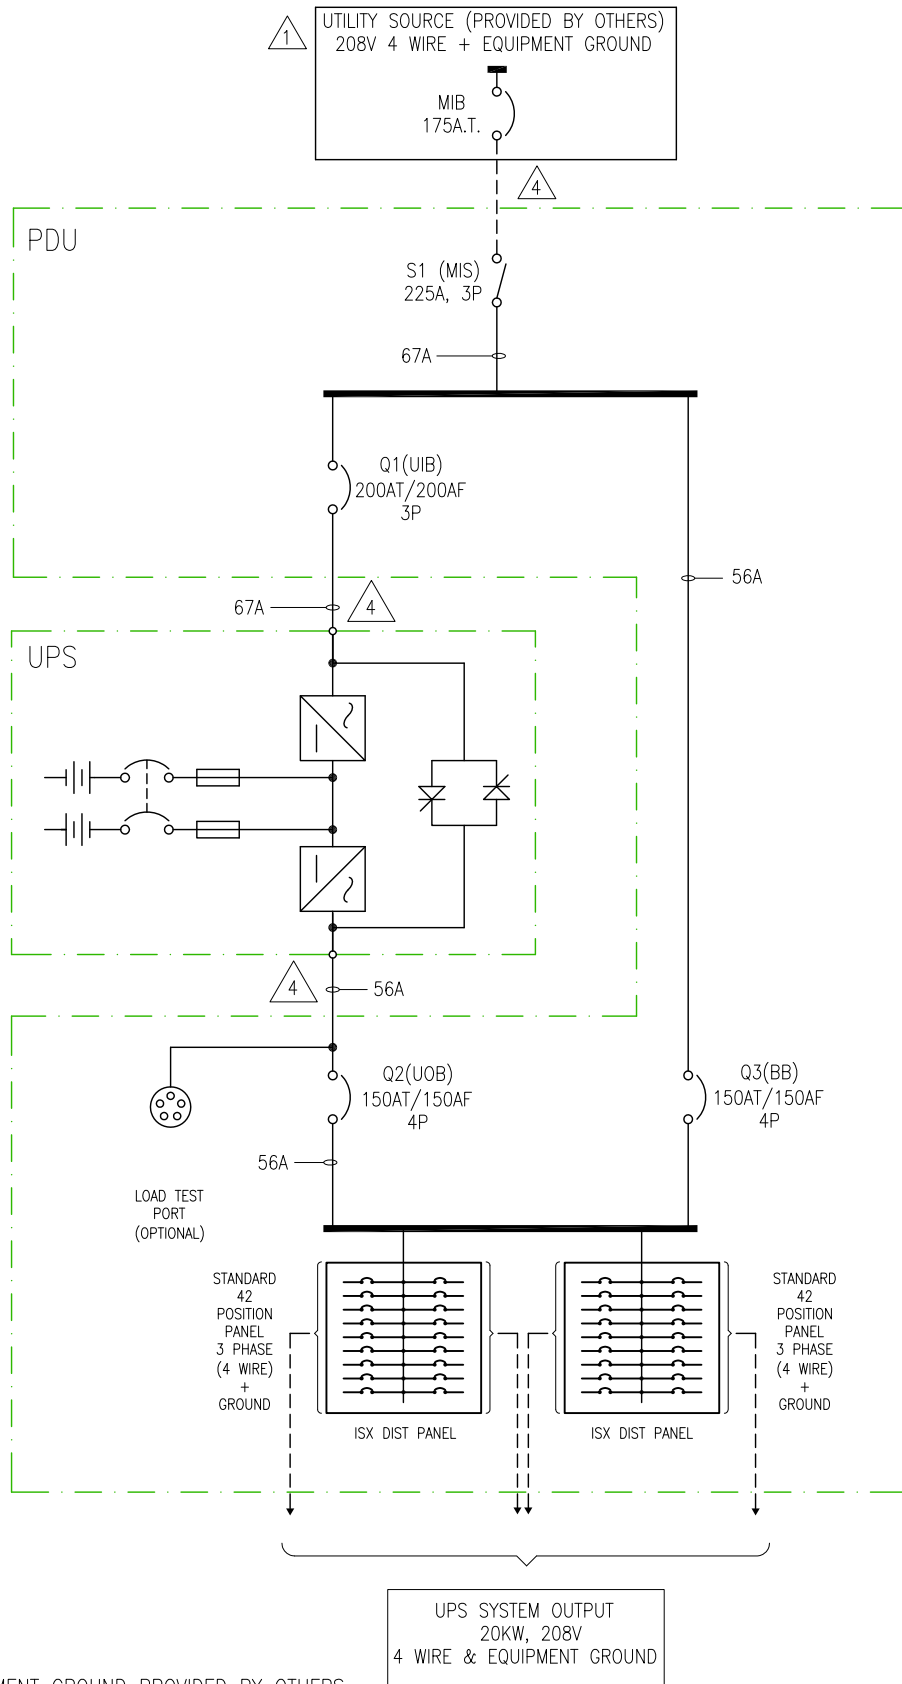 1
UTILITY SOURCE (PROVIDED BY OTHERS)
208V 4 WIRE + EQUIPMENT GROUND
MIB
175A.T.
4
PDU
S1 (MIS)
225A, 3P
67A
Q1(UIB)
200AT/200AF
3P
56A
67A
4
UPS
4
56A
Q2(UOB)
150AT/150AF
4P
Q3(BB)
150AT/150AF
4P
56A
LOAD TEST
PORT
(OPTIONAL)
STANDARD
42
POSITION
PANEL
3 PHASE
(4 WIRE)
+
GROUND
ISX DIST PANEL
ISX DIST PANEL
STANDARD
42
POSITION
PANEL
3 PHASE
(4 WIRE)
+
GROUND
UPS SYSTEM OUTPUT
20KW, 208V
4 WIRE & EQUIPMENT GROUND
GROUND PROVIDED BY OTHERS